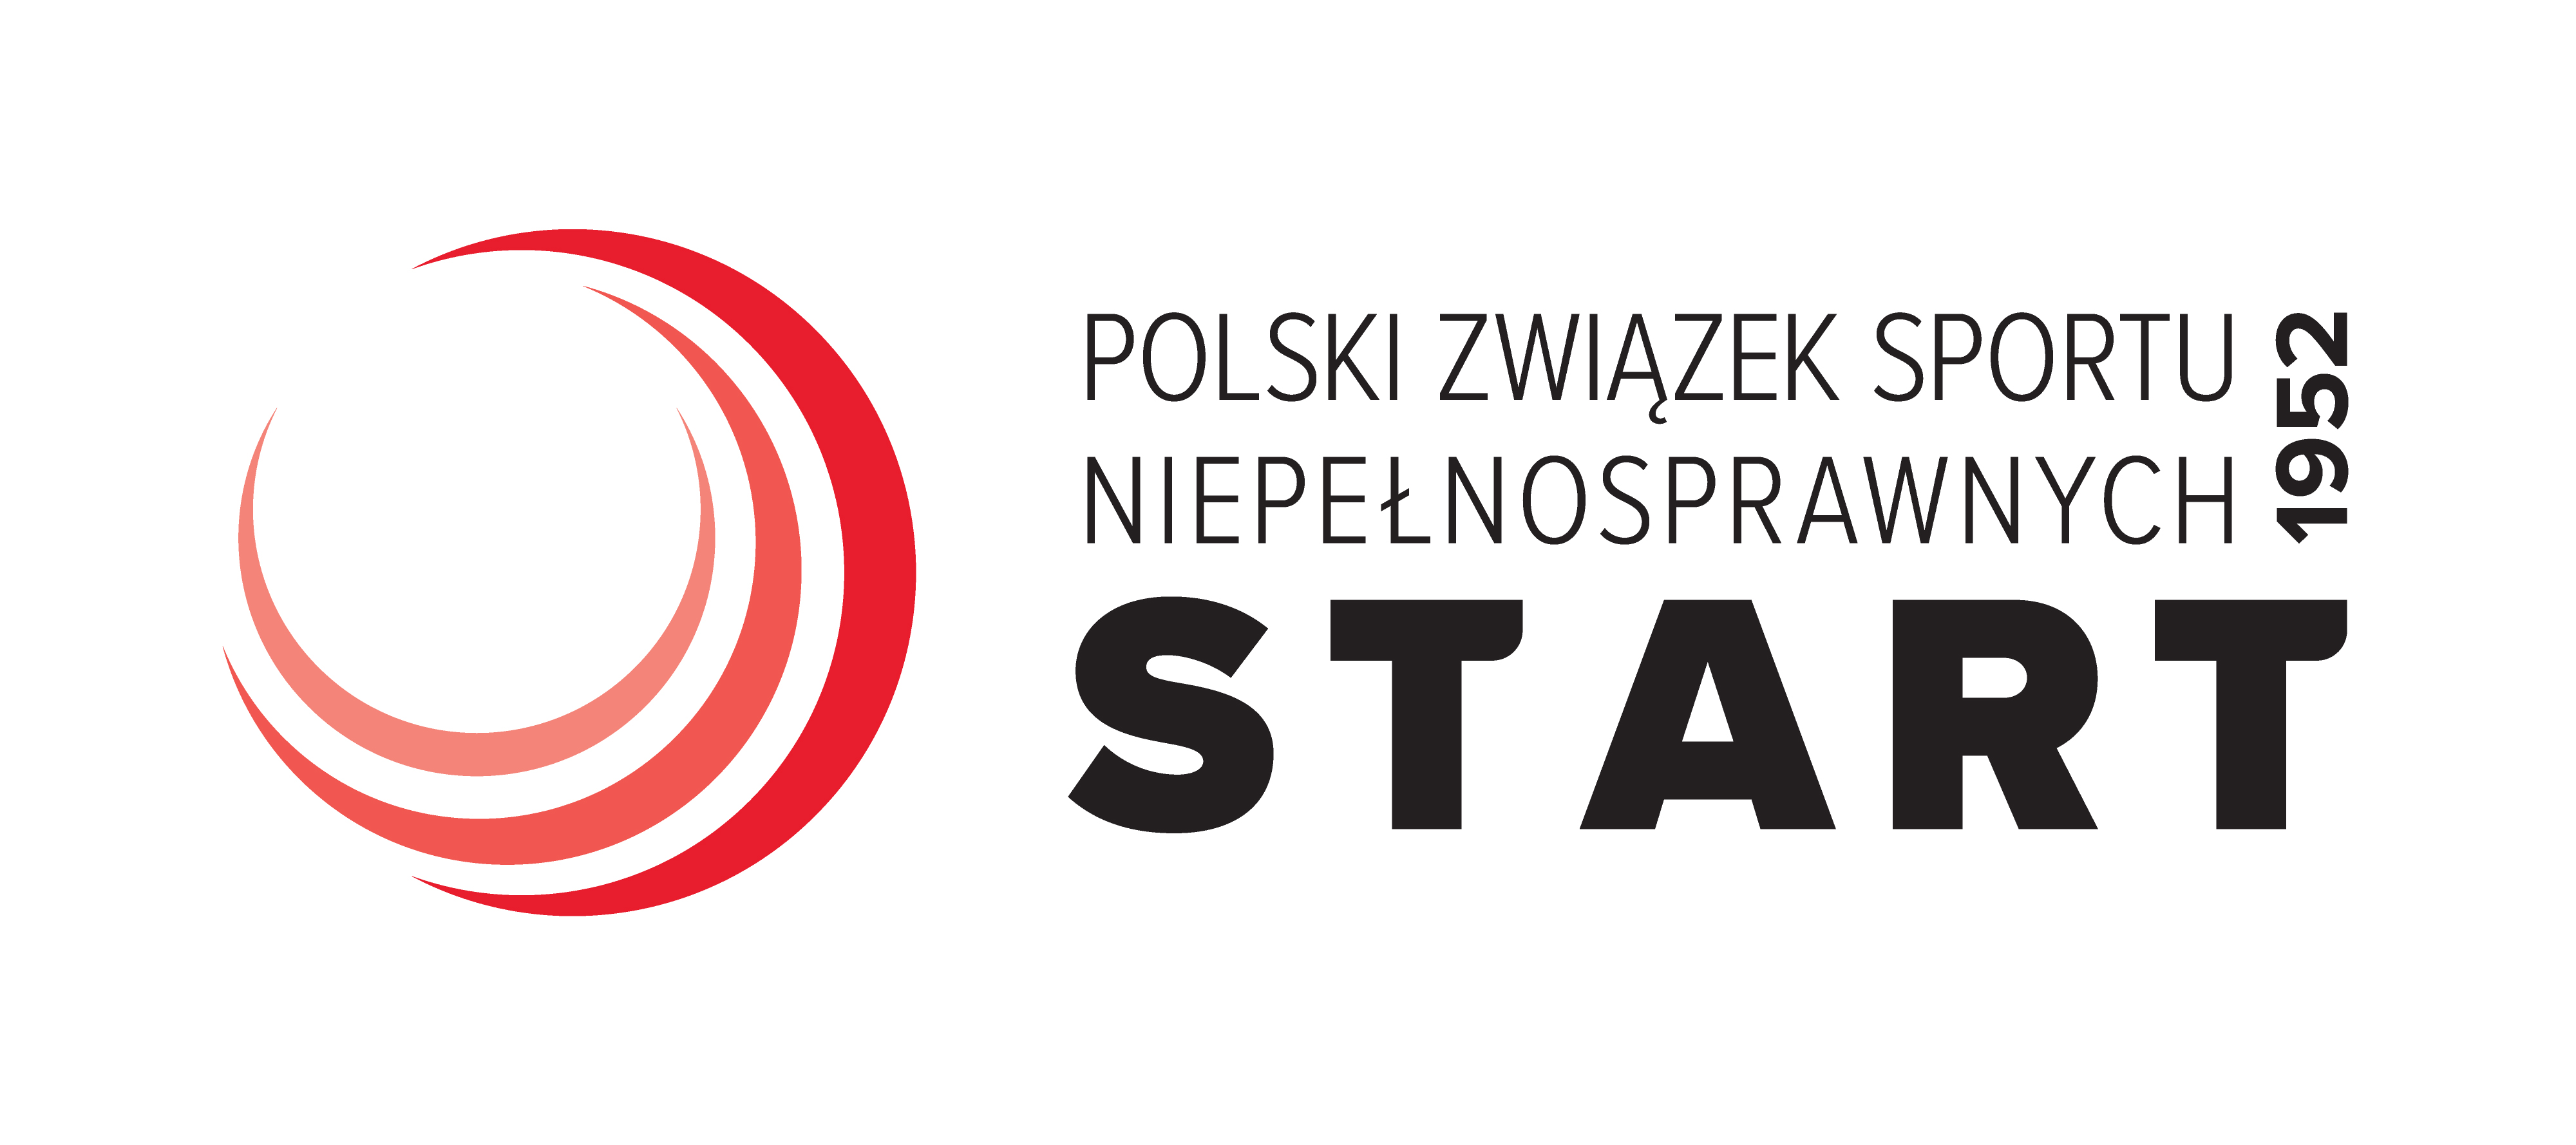 POLSKI ZWIĄZEK SPORTU
NIEPEŁNOSPRAWNYCH
1952
START